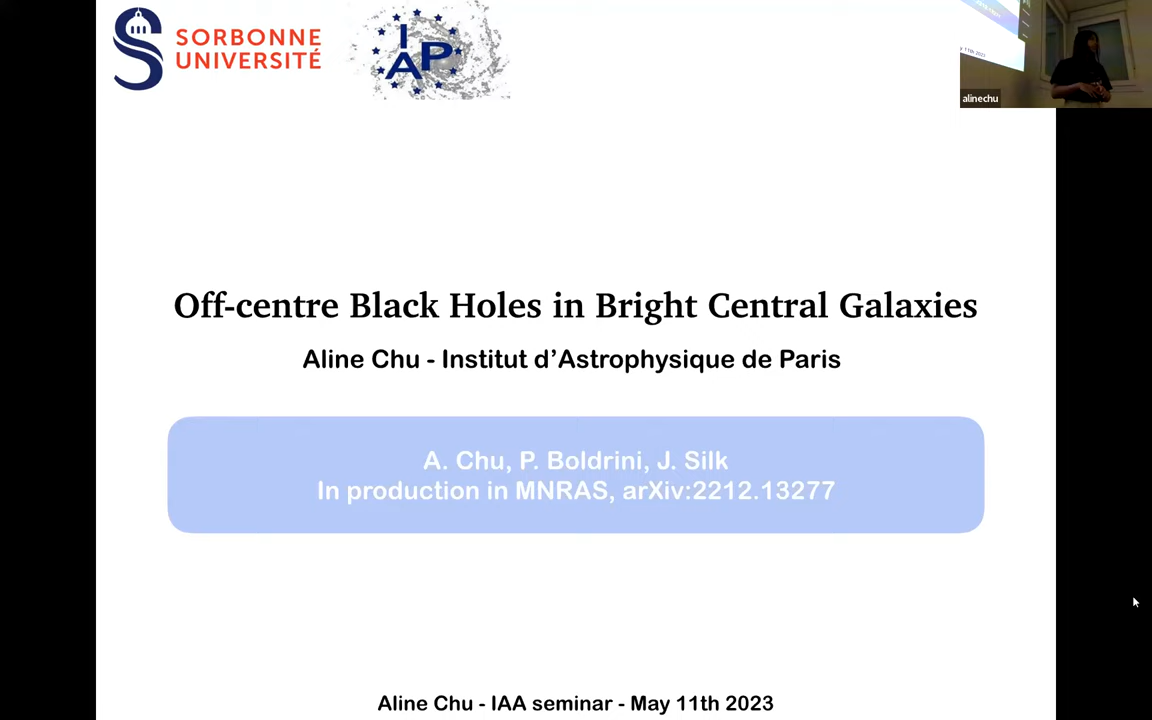 SORBONNE
UNIVERSITÉ
IAP
alinechu
Off-centre Black Holes in Bright Central Galaxies
Aline Chu - Institut d’Astrophysique de Paris
A. Chu, P. Boldrini, J. Silk
In production in MNRAS, arXiv:2212.13277
Aline Chu - IAA seminar - May 11th 2023